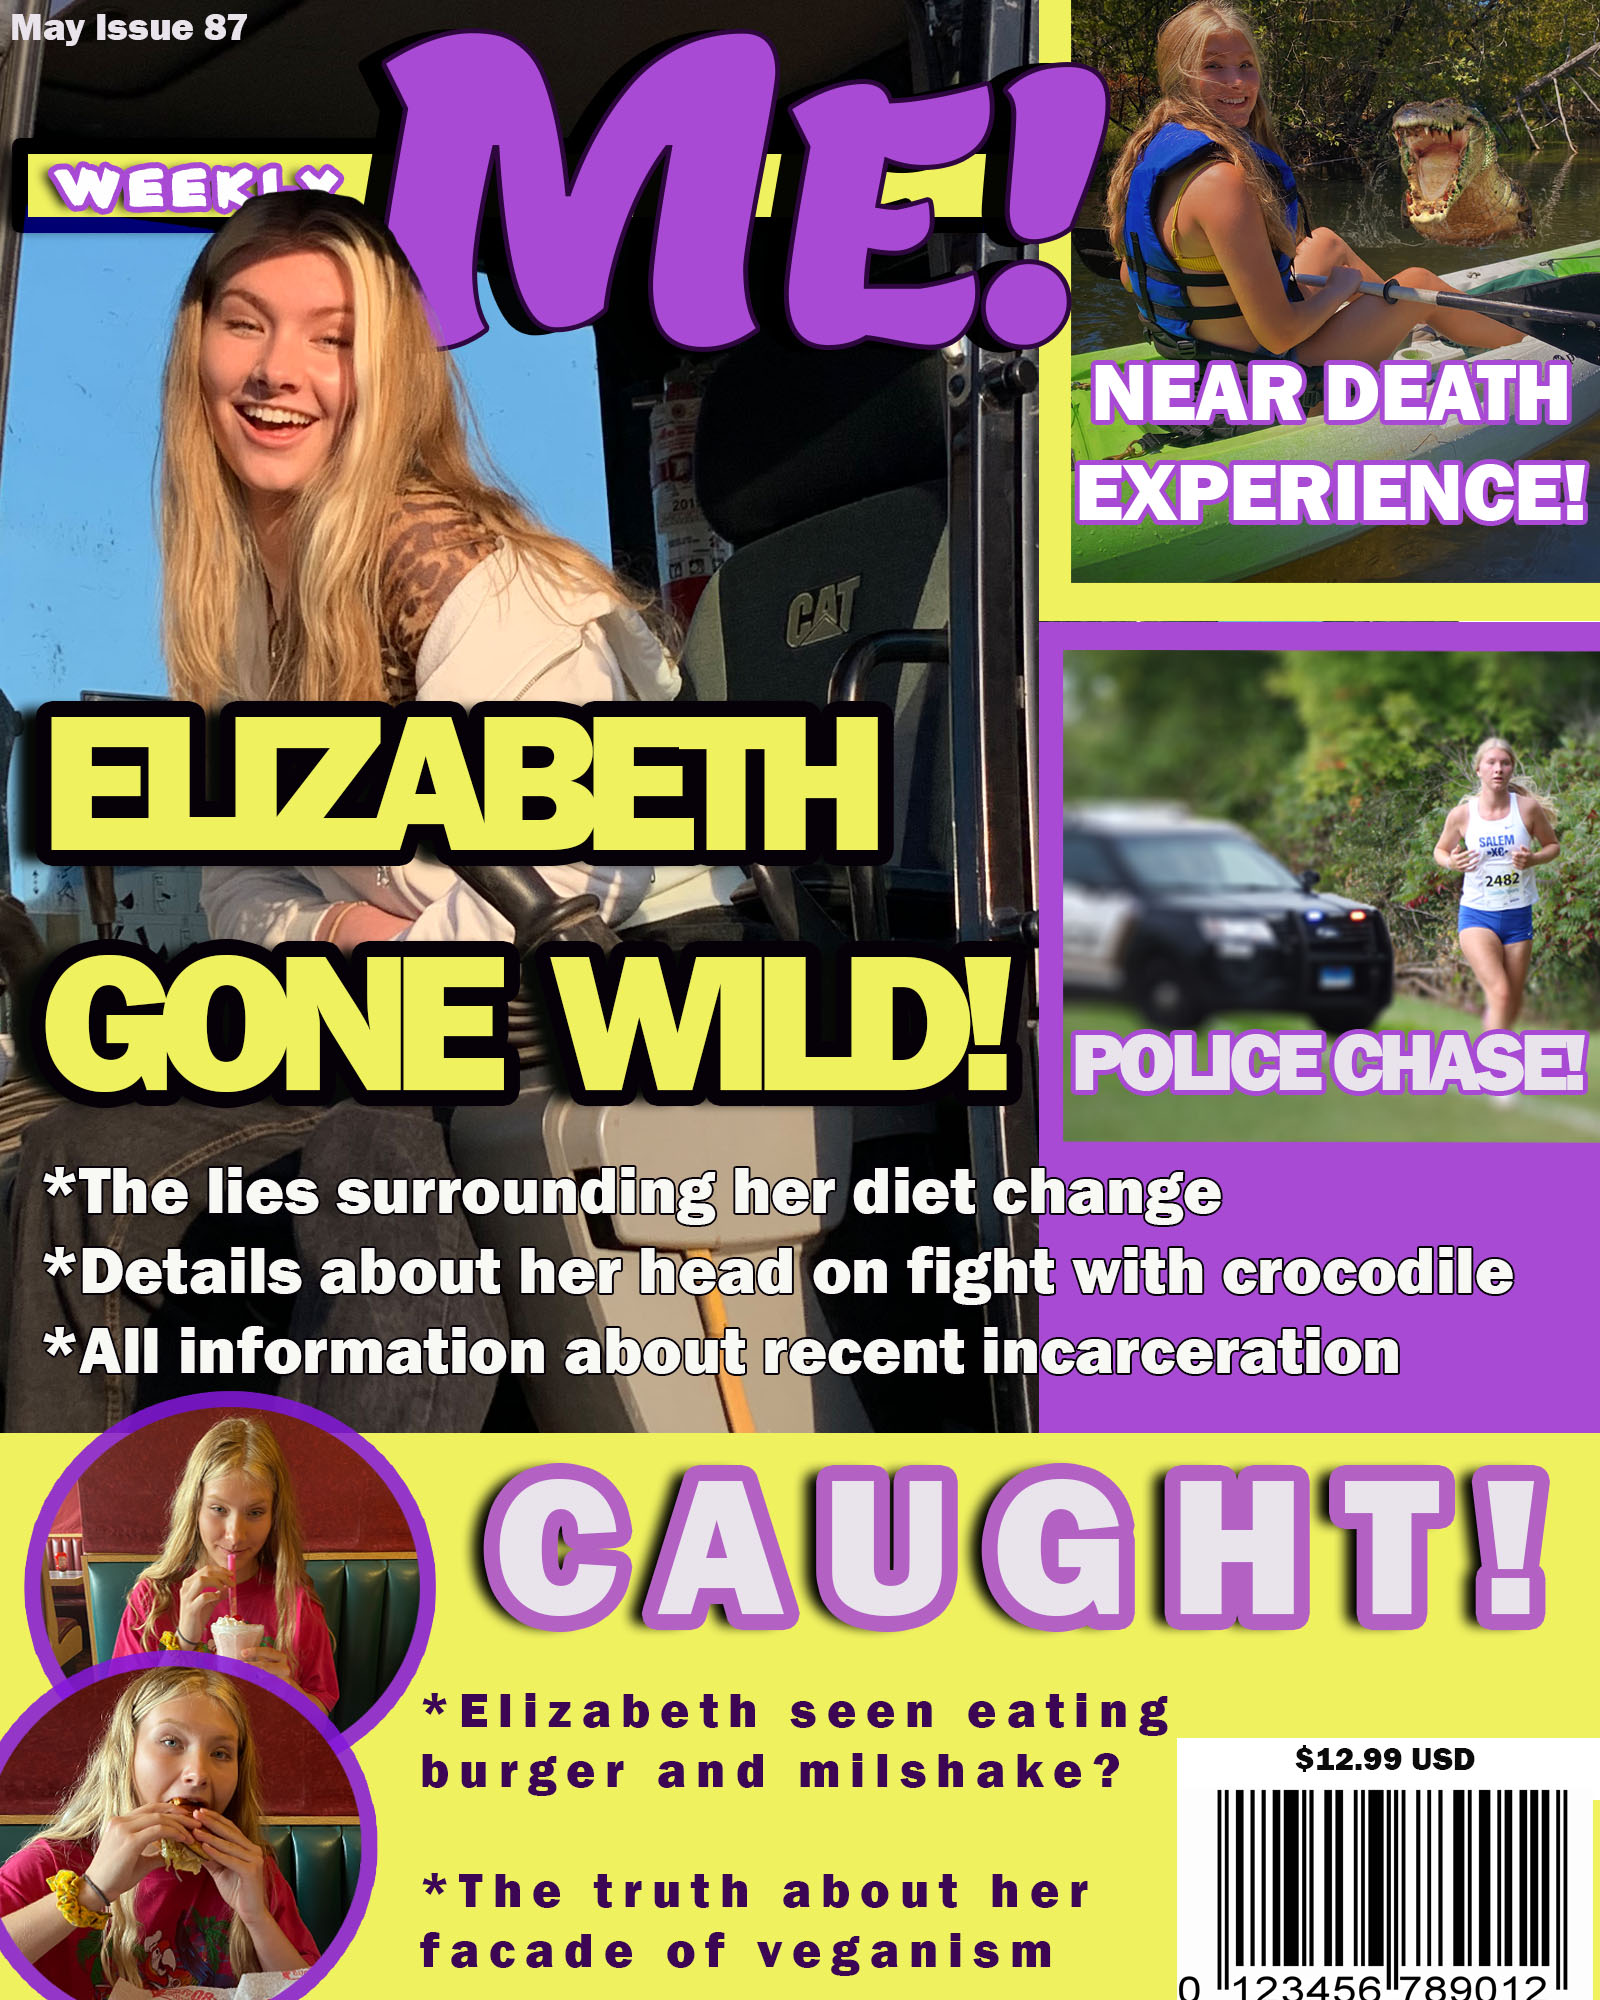 May Issue 87
WEEKLY
ME!
NEAR DEATH
EXPERIENCE!
CAT
201
ELIZABETH
GONE WILD!
SALEM
XC
2482
POLICE CHASE!
*The lies surrounding her diet change
*Details about her head on fight with crocodile
*All information about recent incarceration
CAUGHT!
*Elizabeth seen eating
burger and milshake?
*The truth about her
facade of veganism
$12.99 USD
0 123456 789012